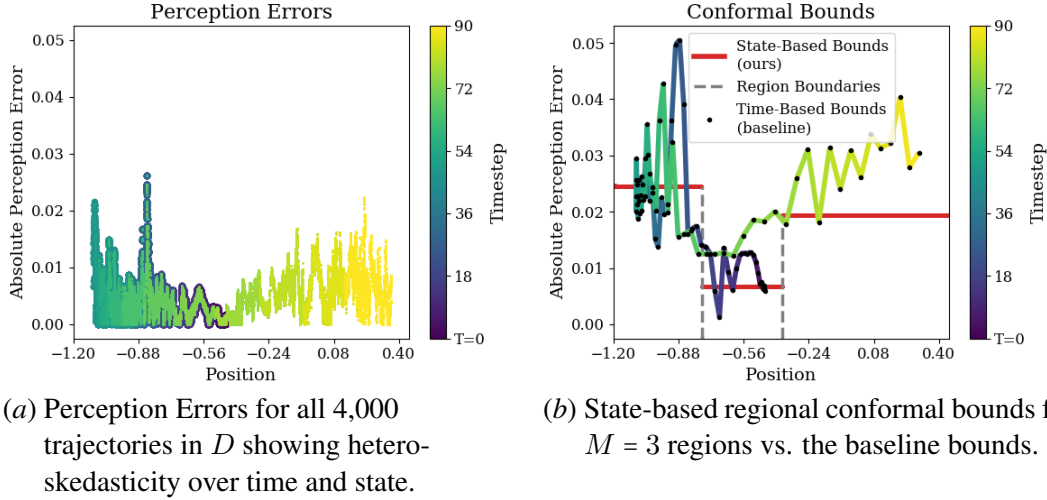 Perception Errors
0.05
0.04
0.03
0.02
0.01
0.00
Absolute Perception Error
−1.20
−0.88
−0.56
−0.24
0.08
0.40
Position
90
72
54
36
18
T=0
Timestep
(a) Perception Errors for all 4,000
trajectories in D showing hetero-
skedasticity over time and state.
Conformal Bounds
State-Based Bounds
(ours)
Region Boundaries
Time-Based Bounds
(baseline)
0.05
0.04
0.03
0.02
0.01
0.00
Absolute Perception Error
−1.20
−0.88
−0.56
−0.24
0.08
0.40
Position
90
72
54
36
18
T=0
Timestep
(b) State-based regional conformal bounds f
M = 3 regions vs. the baseline bounds.